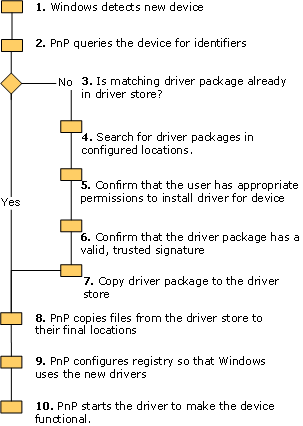 1. Windows detects new device
2. PnP queries the device for identifiers
No
3. Is matching driver package already
in driver store?
4. Search for driver packages in
configured locations.
5. Confirm that the user has appropriate
permissions to install driver for device
Yes
6. Confirm that the driver package has a
valid, trusted signature
7. Copy driver package to the driver
store
8. PnP copies files from the driver store to
their final locations
9. PnP configures registry so that Windows
uses the new drivers
10. PnP starts the driver to make the device
functional.